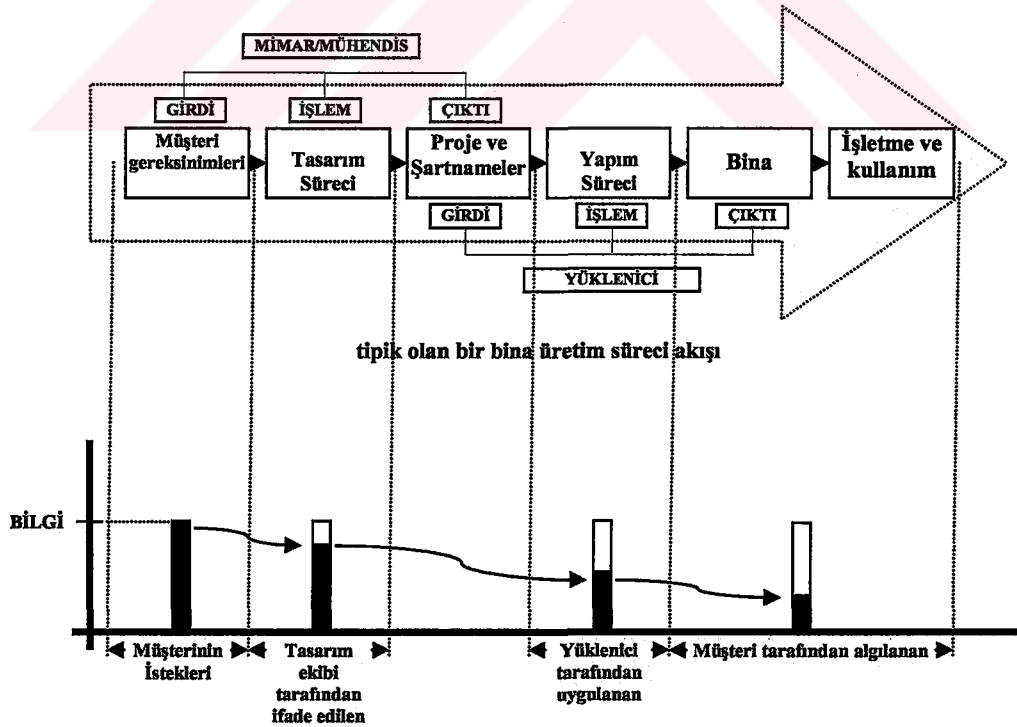 MİMAR/MÜHENDİS
GİRDİ
İŞLEM
ÇIKTI
Müşteri
gereksinimleri
Tasarım
Süreci
Proje ve
Şartnameler
Yapım
Süreci
Bina
İşletme ve
kullanım
GİRDİ
İŞLEM
ÇIKTI
YÜKLENİCİ
tipik olan bir bina üretim süreci akışı
BİLGİ
Müşterinin
İstekleri
Tasarım
ekibi
tarafından
ifade edilen
Yüklenici
tarafından
uygulanan
Müşteri tarafından algılanan